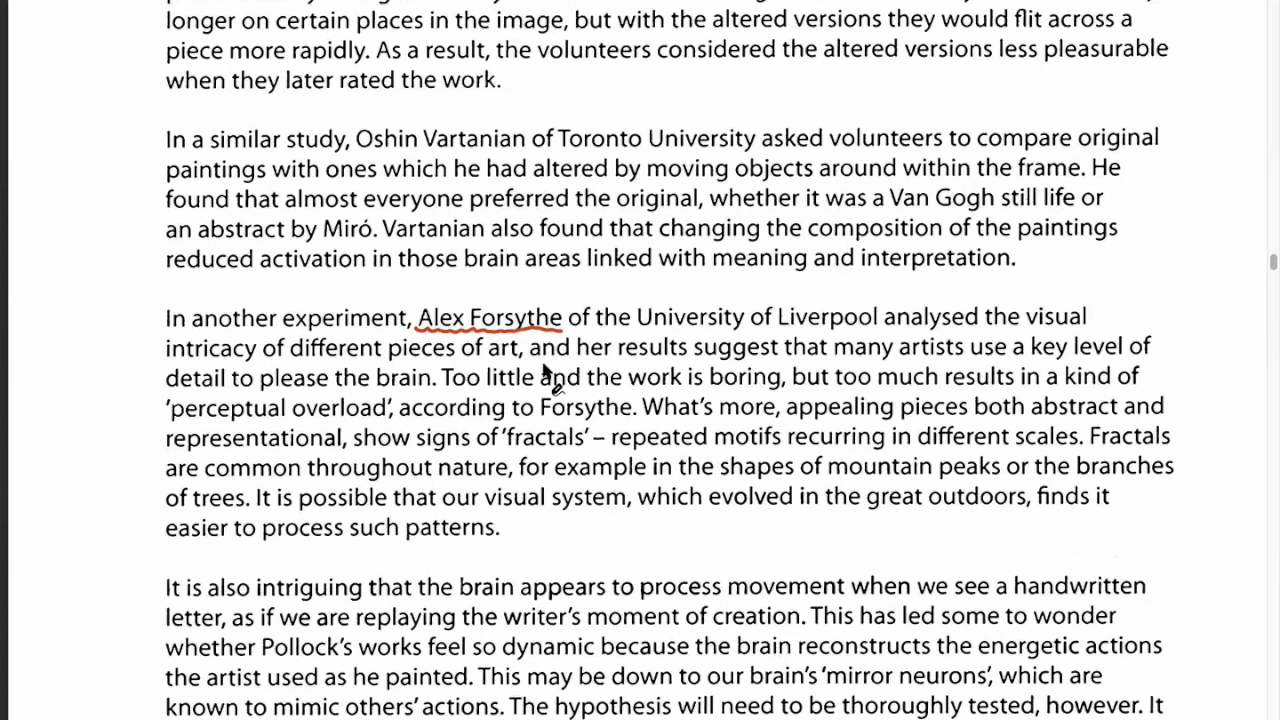 longer on certain places in the image, but with the altered versions they would flit across a
piece more rapidly. As a result, the volunteers considered the altered versions less pleasurable
when they later rated the work.
In a similar study, Oshin Vartanian of Toronto University asked volunteers to compare original
paintings with ones which he had altered by moving objects around within the frame. He
found that almost everyone preferred the original, whether it was a Van Gogh still life or
an abstract by Miró. Vartanian also found that changing the composition of the paintings
reduced activation in those brain areas linked with meaning and interpretation.
In another experiment, Alex Forsythe of the University of Liverpool analysed the visual
intricacy of different pieces of art, and her results suggest that many artists use a key level of
detail to please the brain. Too little and the work is boring, but too much results in a kind of
'perceptual overload', according to Forsythe. What's more, appealing pieces both abstract and
representational, show signs of 'fractals' – repeated motifs recurring in different scales. Fractals
are common throughout nature, for example in the shapes of mountain peaks or the branches
of trees. It is possible that our visual system, which evolved in the great outdoors, finds it
easier to process such patterns.
It is also intriguing that the brain appears to process movement when we see a handwritten
letter, as if we are replaying the writer's moment of creation. This has led some to wonder
whether Pollock's works feel so dynamic because the brain reconstructs the energetic actions
the artist used as he painted. This may be down to our brain's 'mirror neurons', which are
known to mimic others' actions. The hypothesis will need to be thoroughly tested, however. It